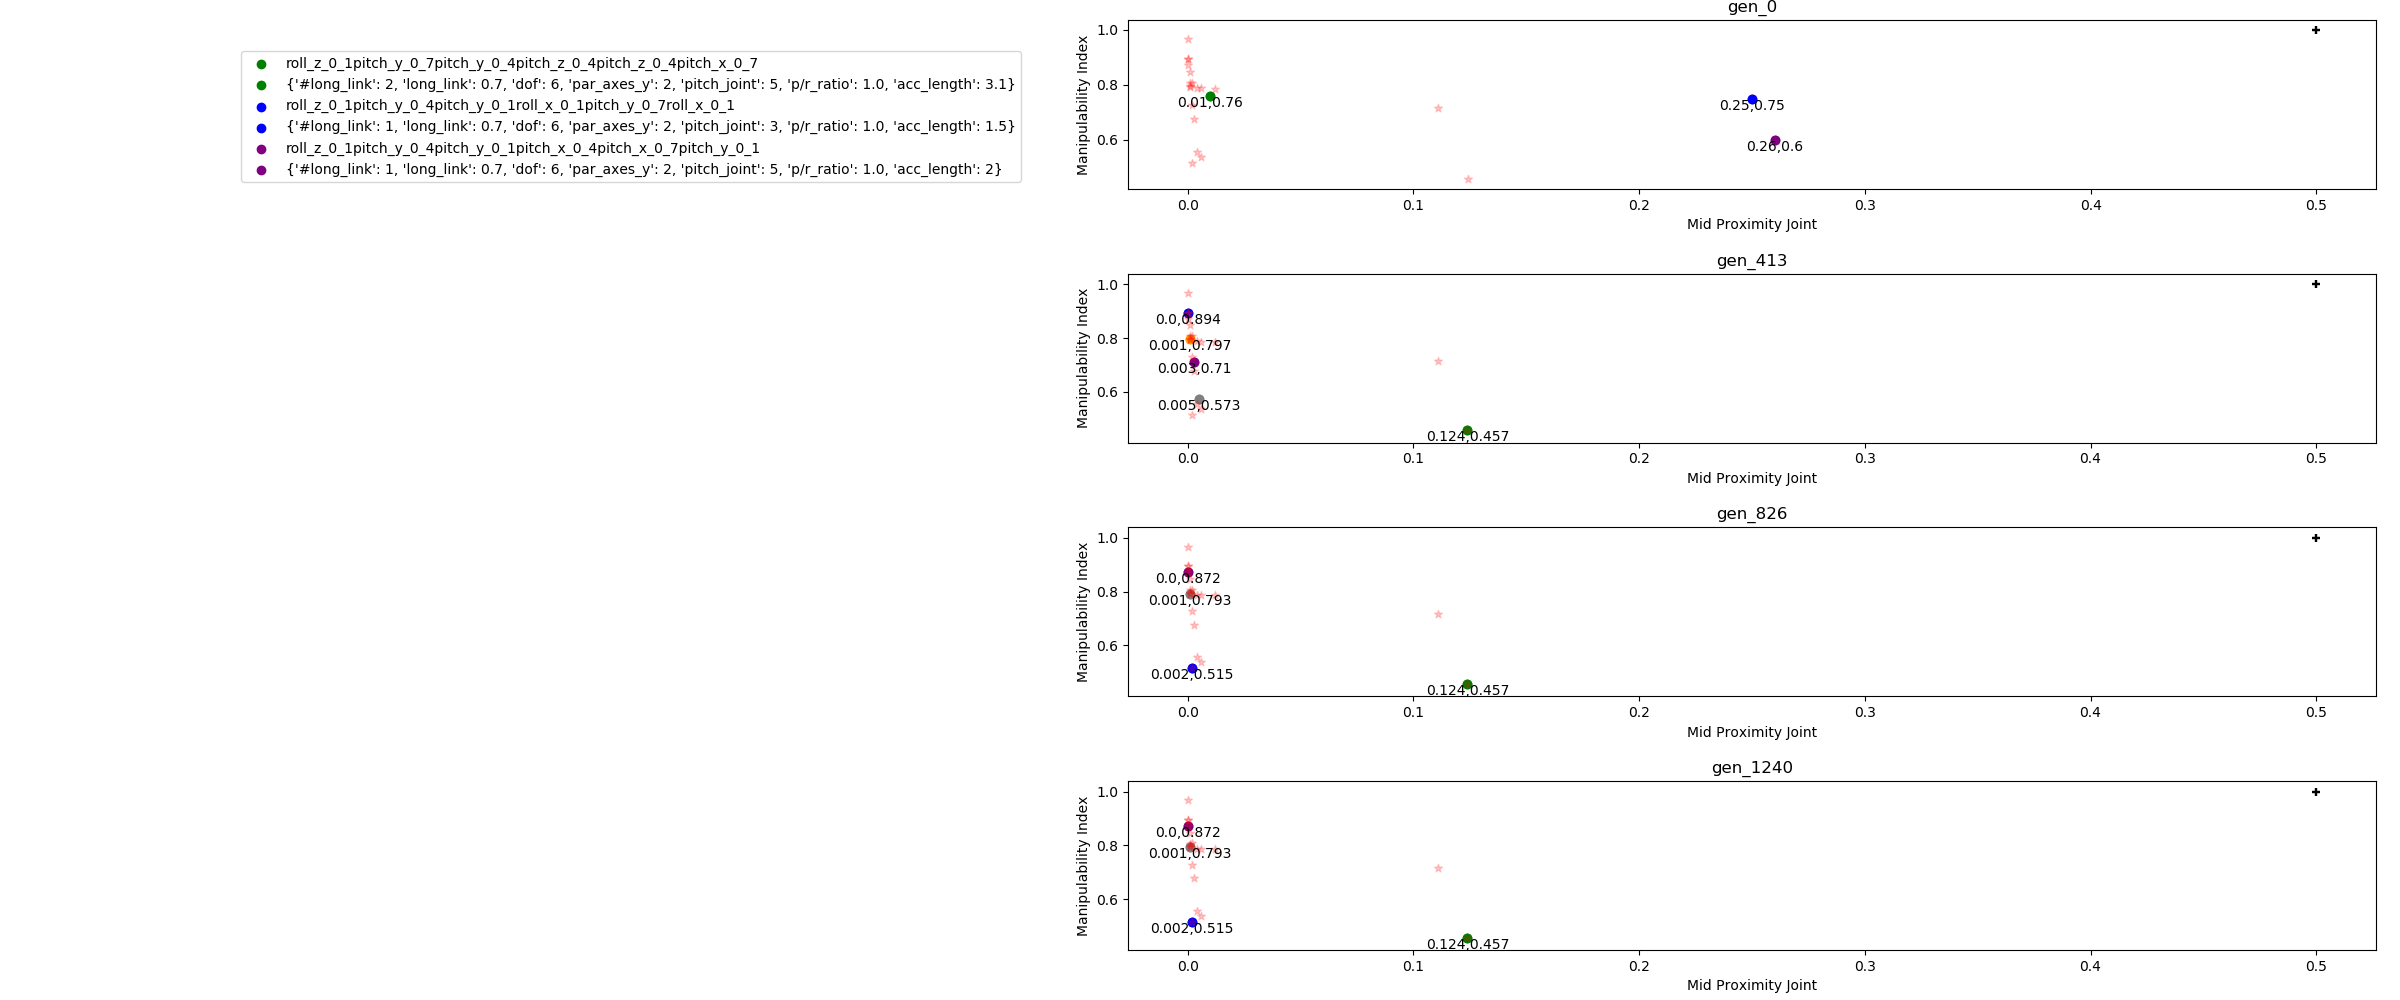 roll_z_0_1pitch_y_0_7pitch_y_0_4pitch_z_0_4pitch_z_0_4pitch_x_0_7
{'#long_link': 2, 'long_link': 0.7, 'dof': 6, 'par_axes_y': 2, 'pitch_joint': 5, 'p/r_ratio': 1.0, 'acc_length': 3.1}
roll_z_0_1pitch_y_0_4pitch_y_0_1roll_x_0_1pitch_y_0_7roll_x_0_1
{'#long_link': 1, 'long_link': 0.7, 'dof': 6, 'par_axes_y': 2, 'pitch_joint': 3, 'p/r_ratio': 1.0, 'acc_length': 1.5}
roll_z_0_1pitch_y_0_4pitch_y_0_1pitch_x_0_4pitch_x_0_7pitch_y_0_1
{'#long_link': 1, 'long_link': 0.7, 'dof': 6, 'par_axes_y': 2, 'pitch_joint': 5, 'p/r_ratio': 1.0, 'acc_length': 2}
gen_0
Manipulability Index
1.0
0.8
0.6
0.01,0.76
0.25,0.75
0.26,0.6
0.0 0.1 0.2 0.3 0.4 0.5
Mid Proximity Joint
gen_413
Manipulability Index
1.0
0.8
0.6
0.0,0.894
0.001,0.797
0.003,0.71
0.005,0.573
0.124,0.457
0.0 0.1 0.2 0.3 0.4 0.5
Mid Proximity Joint
gen_826
Manipulability Index
1.0
0.8
0.6
0.0,0.872
0.001,0.793
0.002,0.515
0.124,0.457
0.0 0.1 0.2 0.3 0.4 0.5
Mid Proximity Joint
gen_1240
Manipulability Index
1.0
0.8
0.6
0.0,0.872
0.001,0.793
0.002,0.515
0.124,0.457
0.0 0.1 0.2 0.3 0.4 0.5
Mid Proximity Joint